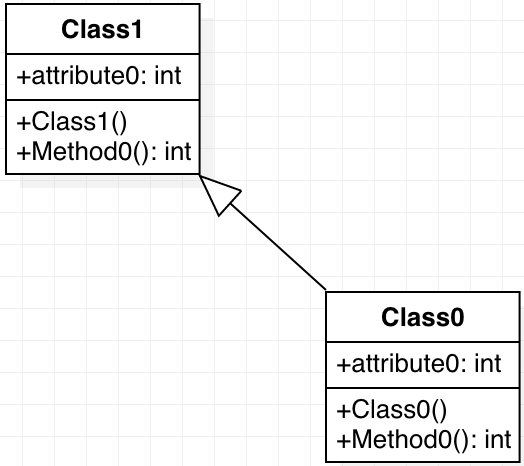 Class1
+attribute0: int
+Class1()
+Method0(): int
Class0
+attribute0: int
+Class0()
+Method0(): int